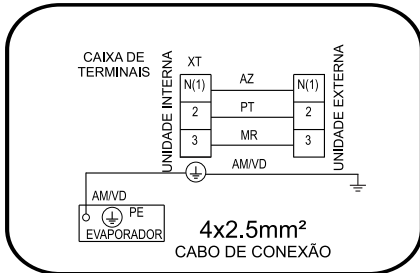 CAIXA DE
TERMINAIS
XT
UNIDADE INTERNA
N(1)
AZ
N(1)
2
PT
2
3
MR
3
UNIDADE EXTERNA
AM/VD
AM/VD
PE
EVAPORADOR
4x2.5mm²
CABO DE CONEXÃO